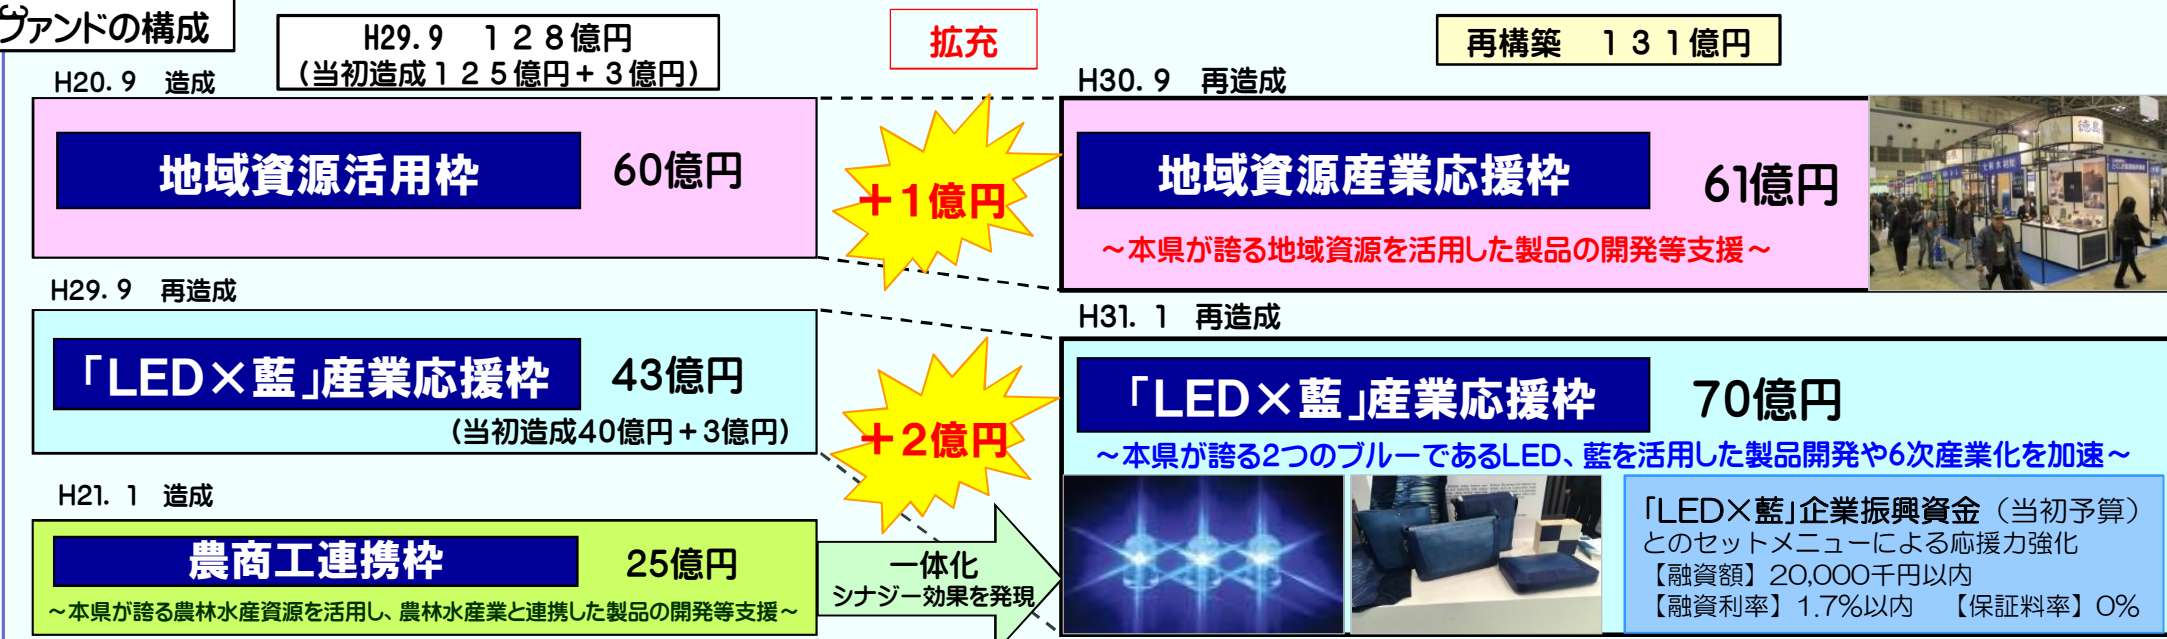 ファンドの構成
H29.9 128億円
(当初造成125億円+3億円)
拡充
再構築 131億円
H20.9 造成
地域資源活用枠 60億円
+1億円
H30.9 再造成
地域資源産業応援枠 61億円
~本県が誇る地域資源を活用した製品の開発等支援~
H29.9 再造成
「LED×藍」産業応援枠 43億円
(当初造成40億円+3億円)
+2億円
H31.1 再造成
「LED×藍」産業応援枠 70億円
~本県が誇る2つのブルーであるLED、藍を活用した製品開発や6次産業化を加速~
H21.1 造成
農商工連携枠 25億円
~本県が誇る農林水産資源を活用し、農林水産業と連携した製品の開発等支援~
一体化
シナジー効果を発現
「LED×藍」企業振興資金(当初予算)
とのセットメニューによる応援力強化
【融資額】20,000千円以内
【融資利率】1.7%以内 【保証料率】0%